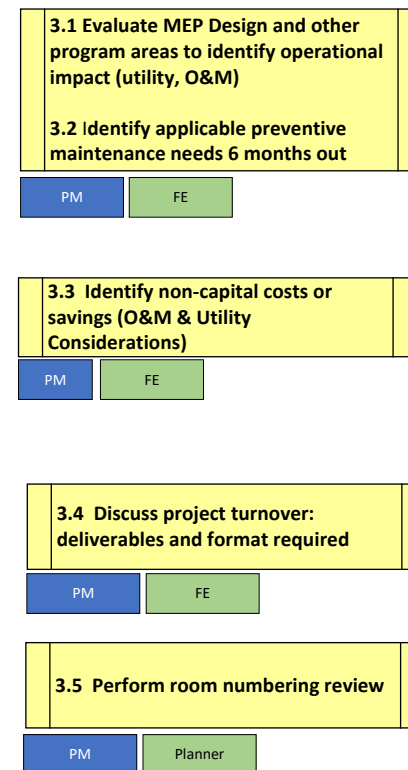 3.1 Evaluate MEP Design and other
program areas to identify operational
impact (utility, O&M)
3.2 Identify applicable preventive
maintenance needs 6 months out
PM FE
3.3 Identify non-capital costs or
savings (O&M & Utility
Considerations)
PM FE
3.4 Discuss project turnover:
deliverables and format required
PM FE
3.5 Perform room numbering review
PM Planner